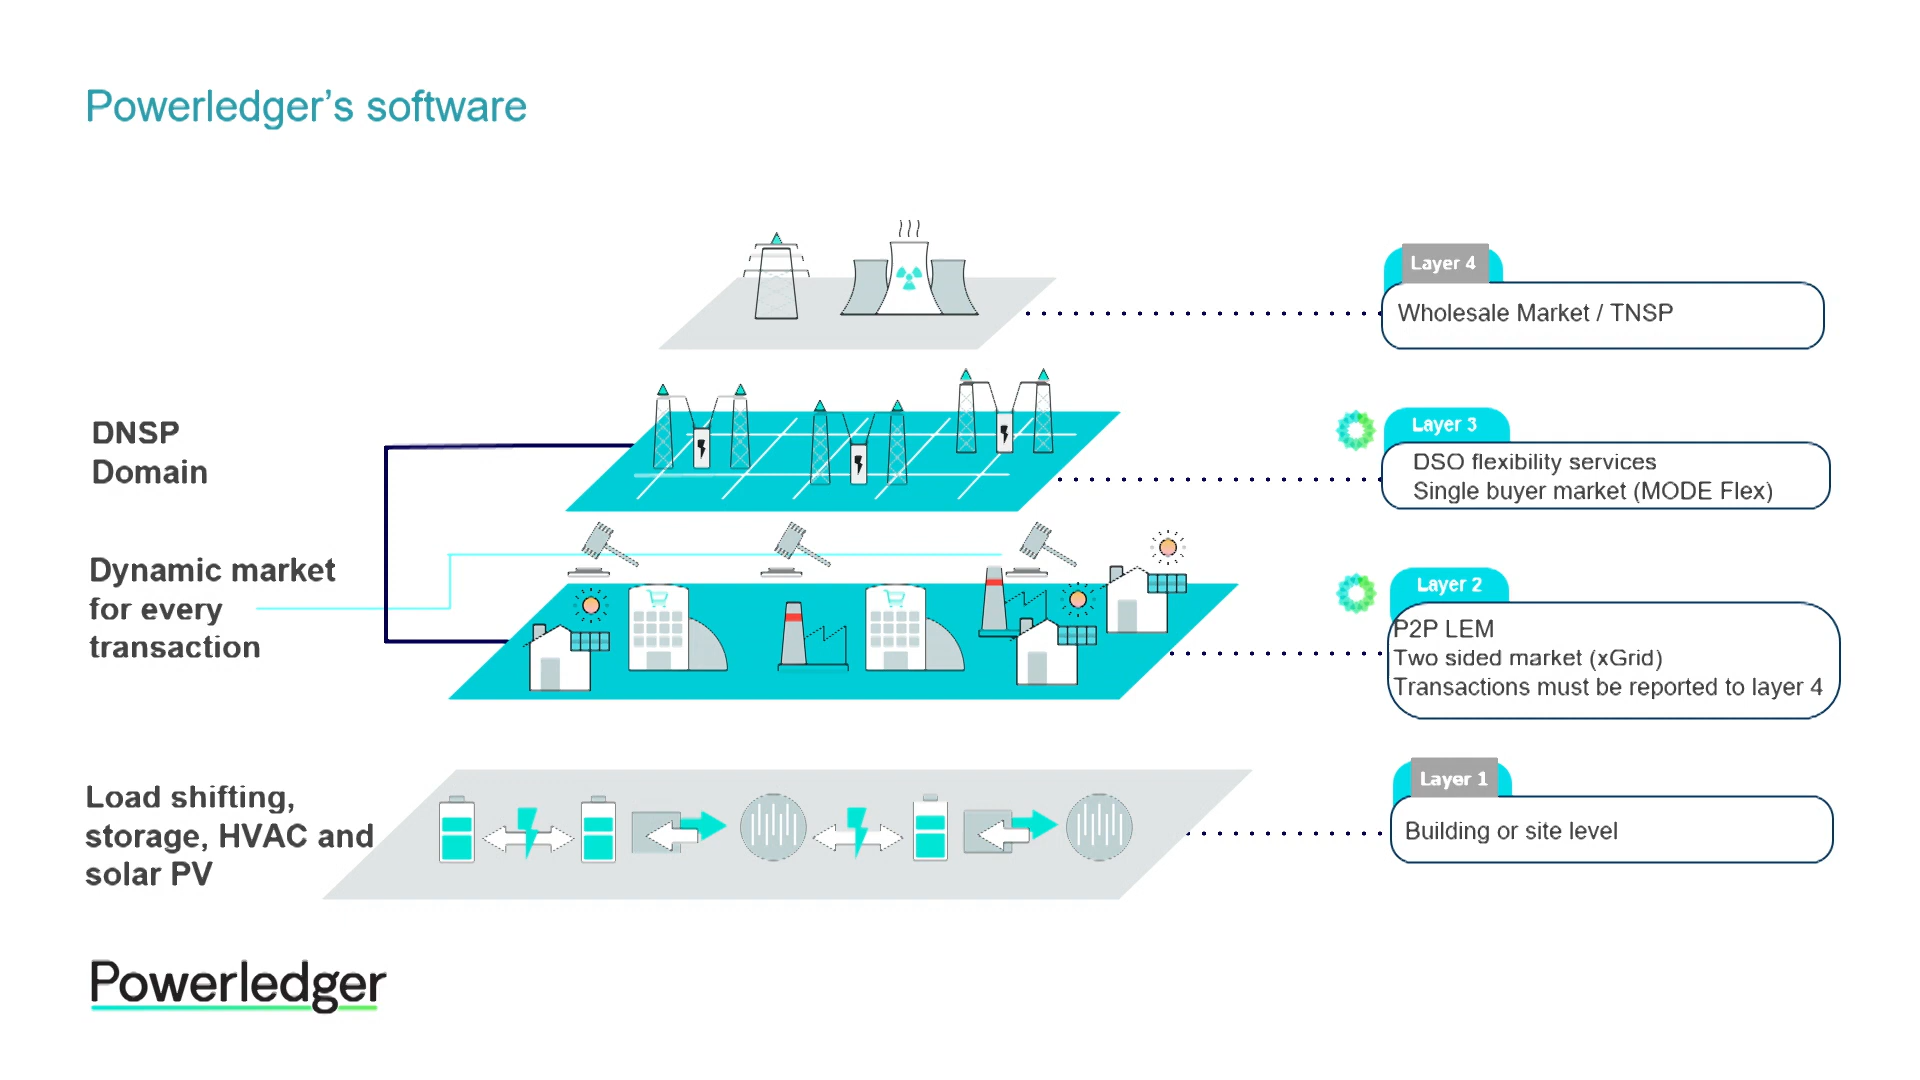 Powerledger's software
Layer 4
Wholesale Market / TNSP
DNSP
Domain
Layer 3
DSO flexibility services
Single buyer market (MODE Flex)
Dynamic market
for every
transaction
Layer 2
P2P LEM
Two sided market (xGrid)
Transactions must be reported to layer 4
Load shifting,
storage, HVAC and
solar PV
Layer 1
Building or site level
Powerledger